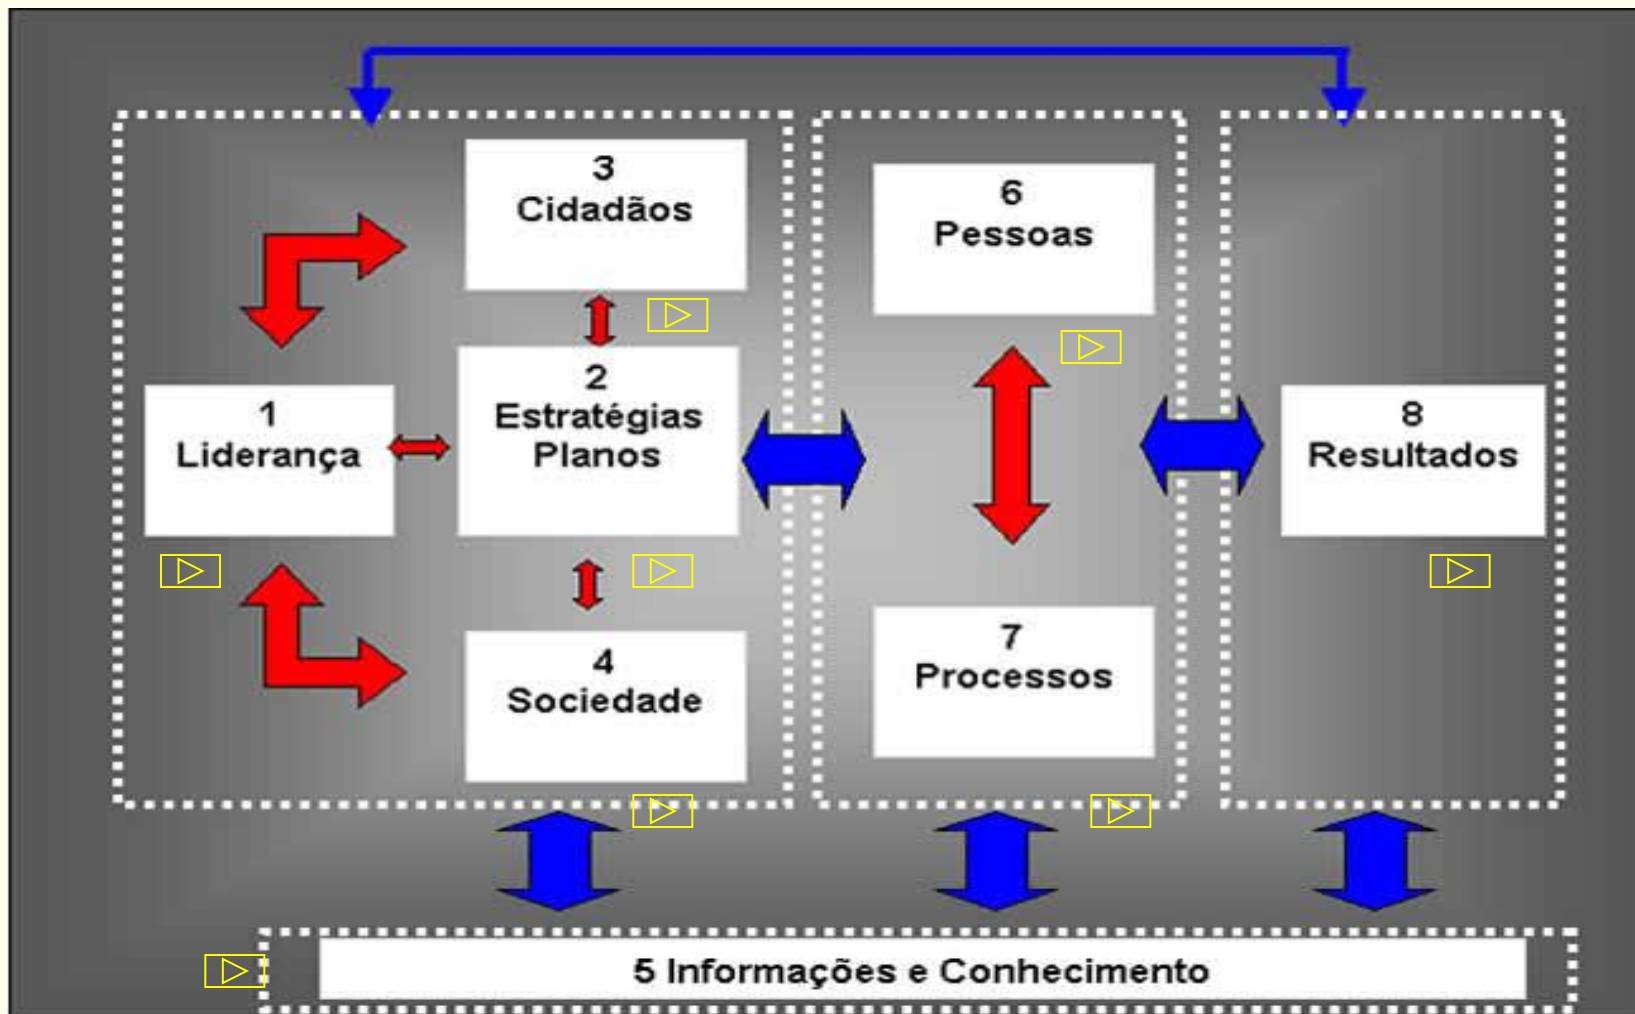 3
Cidadãos
6
Pessoas
1
Liderança
2
Estratégias
Planos
8
Resultados
4
Sociedade
7
Processos
5 Informações e Conhecimento